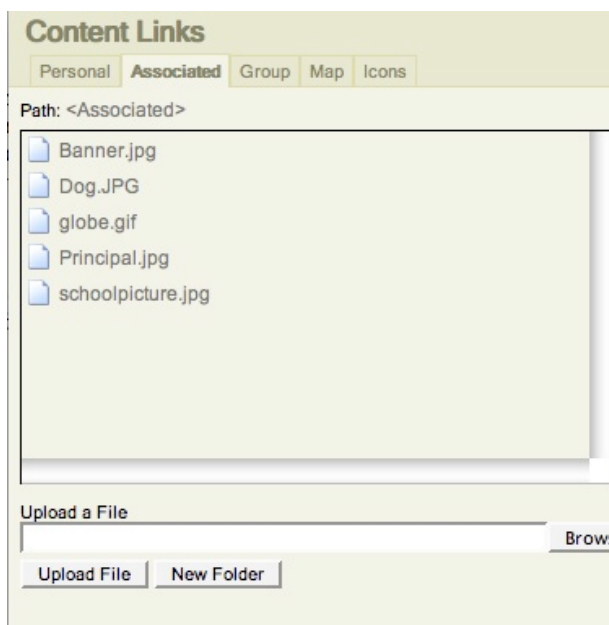 Content Links
Personal Associated Group Map Icons
Path: <Associated>
Banner.jpg
Dog.JPG
globe.gif
Principal.jpg
schoolpicture.jpg
Upload a File
Brows
Upload File New Folder